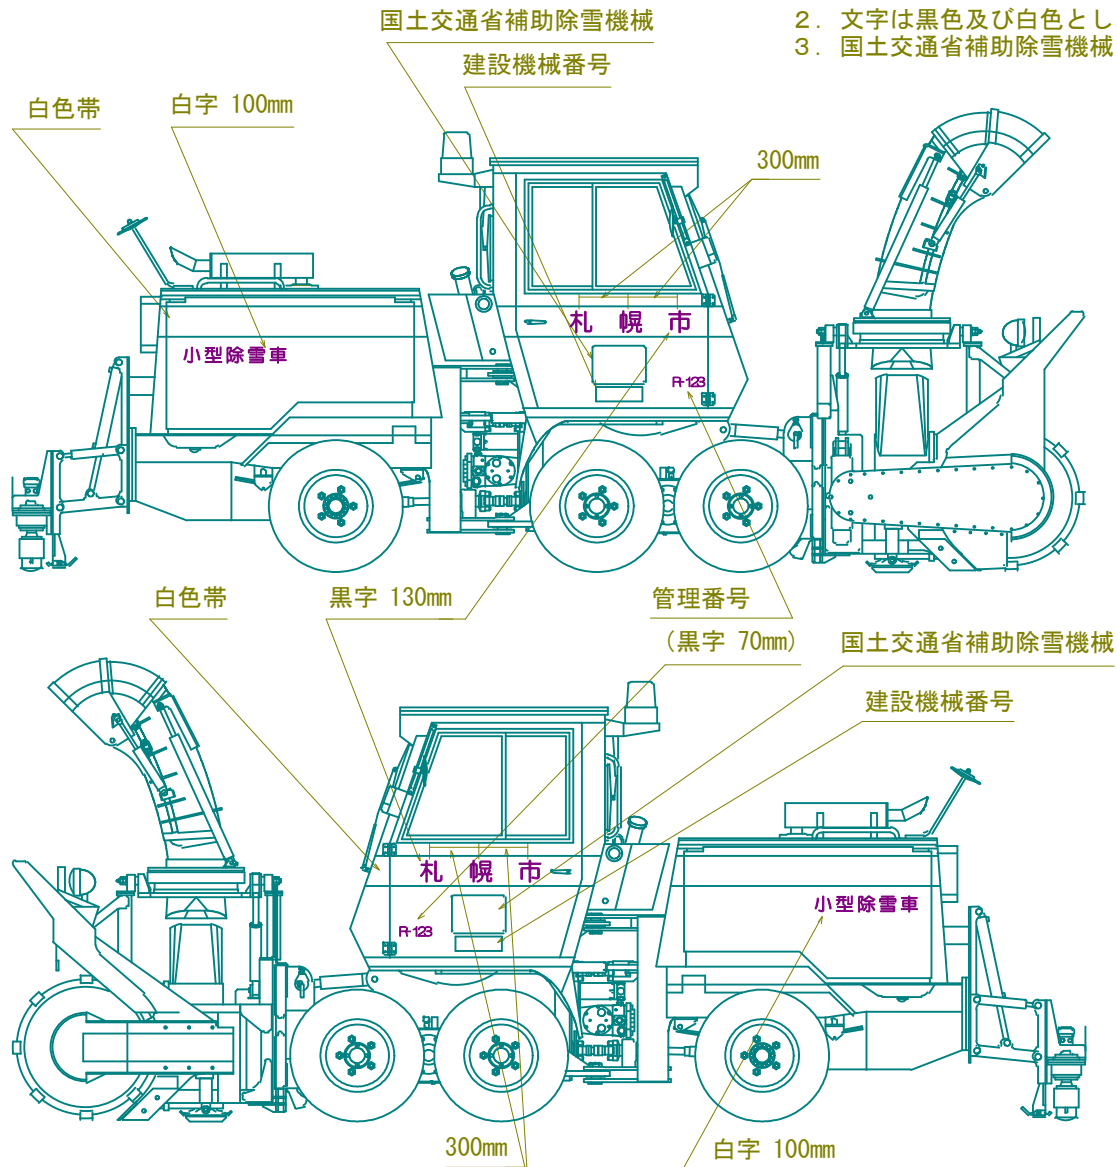 国土交通省補助除雪機械
2. 文字は黒色及び白色とし
3. 国土交通省補助除雪機械
建設機械番号
白色帯
白字 100mm
300mm
札 幌 市
小型除雪車
R-123
白色帯
黒字 130mm
管理番号
(黒字 70mm)
国土交通省補助除雪機械
建設機械番号
札 幌 市
小型除雪車
R-123
300mm
白字 100mm